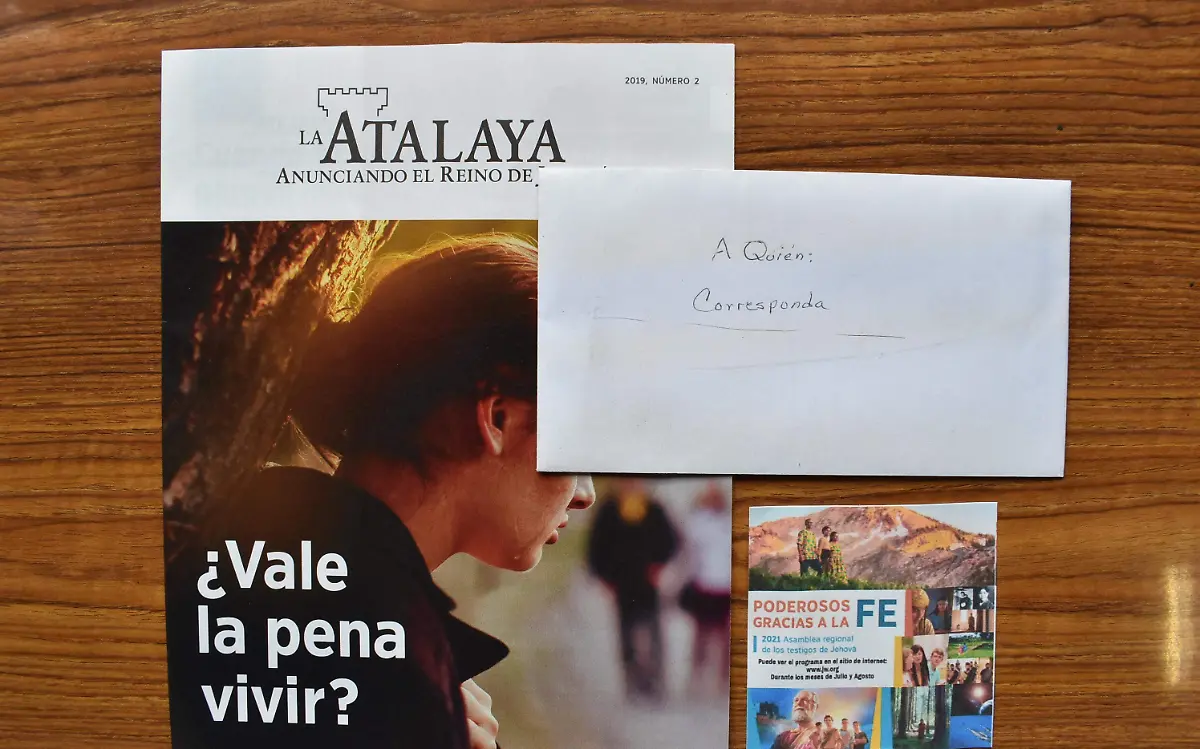 2019, NÚMERO 2
LA ATALAYA
ANUNCIANDO EL REINO DE
A Quién:
Corresponda
¿Vale
la pena
vivir?
PODEROSOS
GRACIAS A LA FE
2021 Asamblea regional
de los testigos de Jehová
Puede ver el programa en el sitio de internet:
www.jw.org
Durante los meses de Julio y Agosto